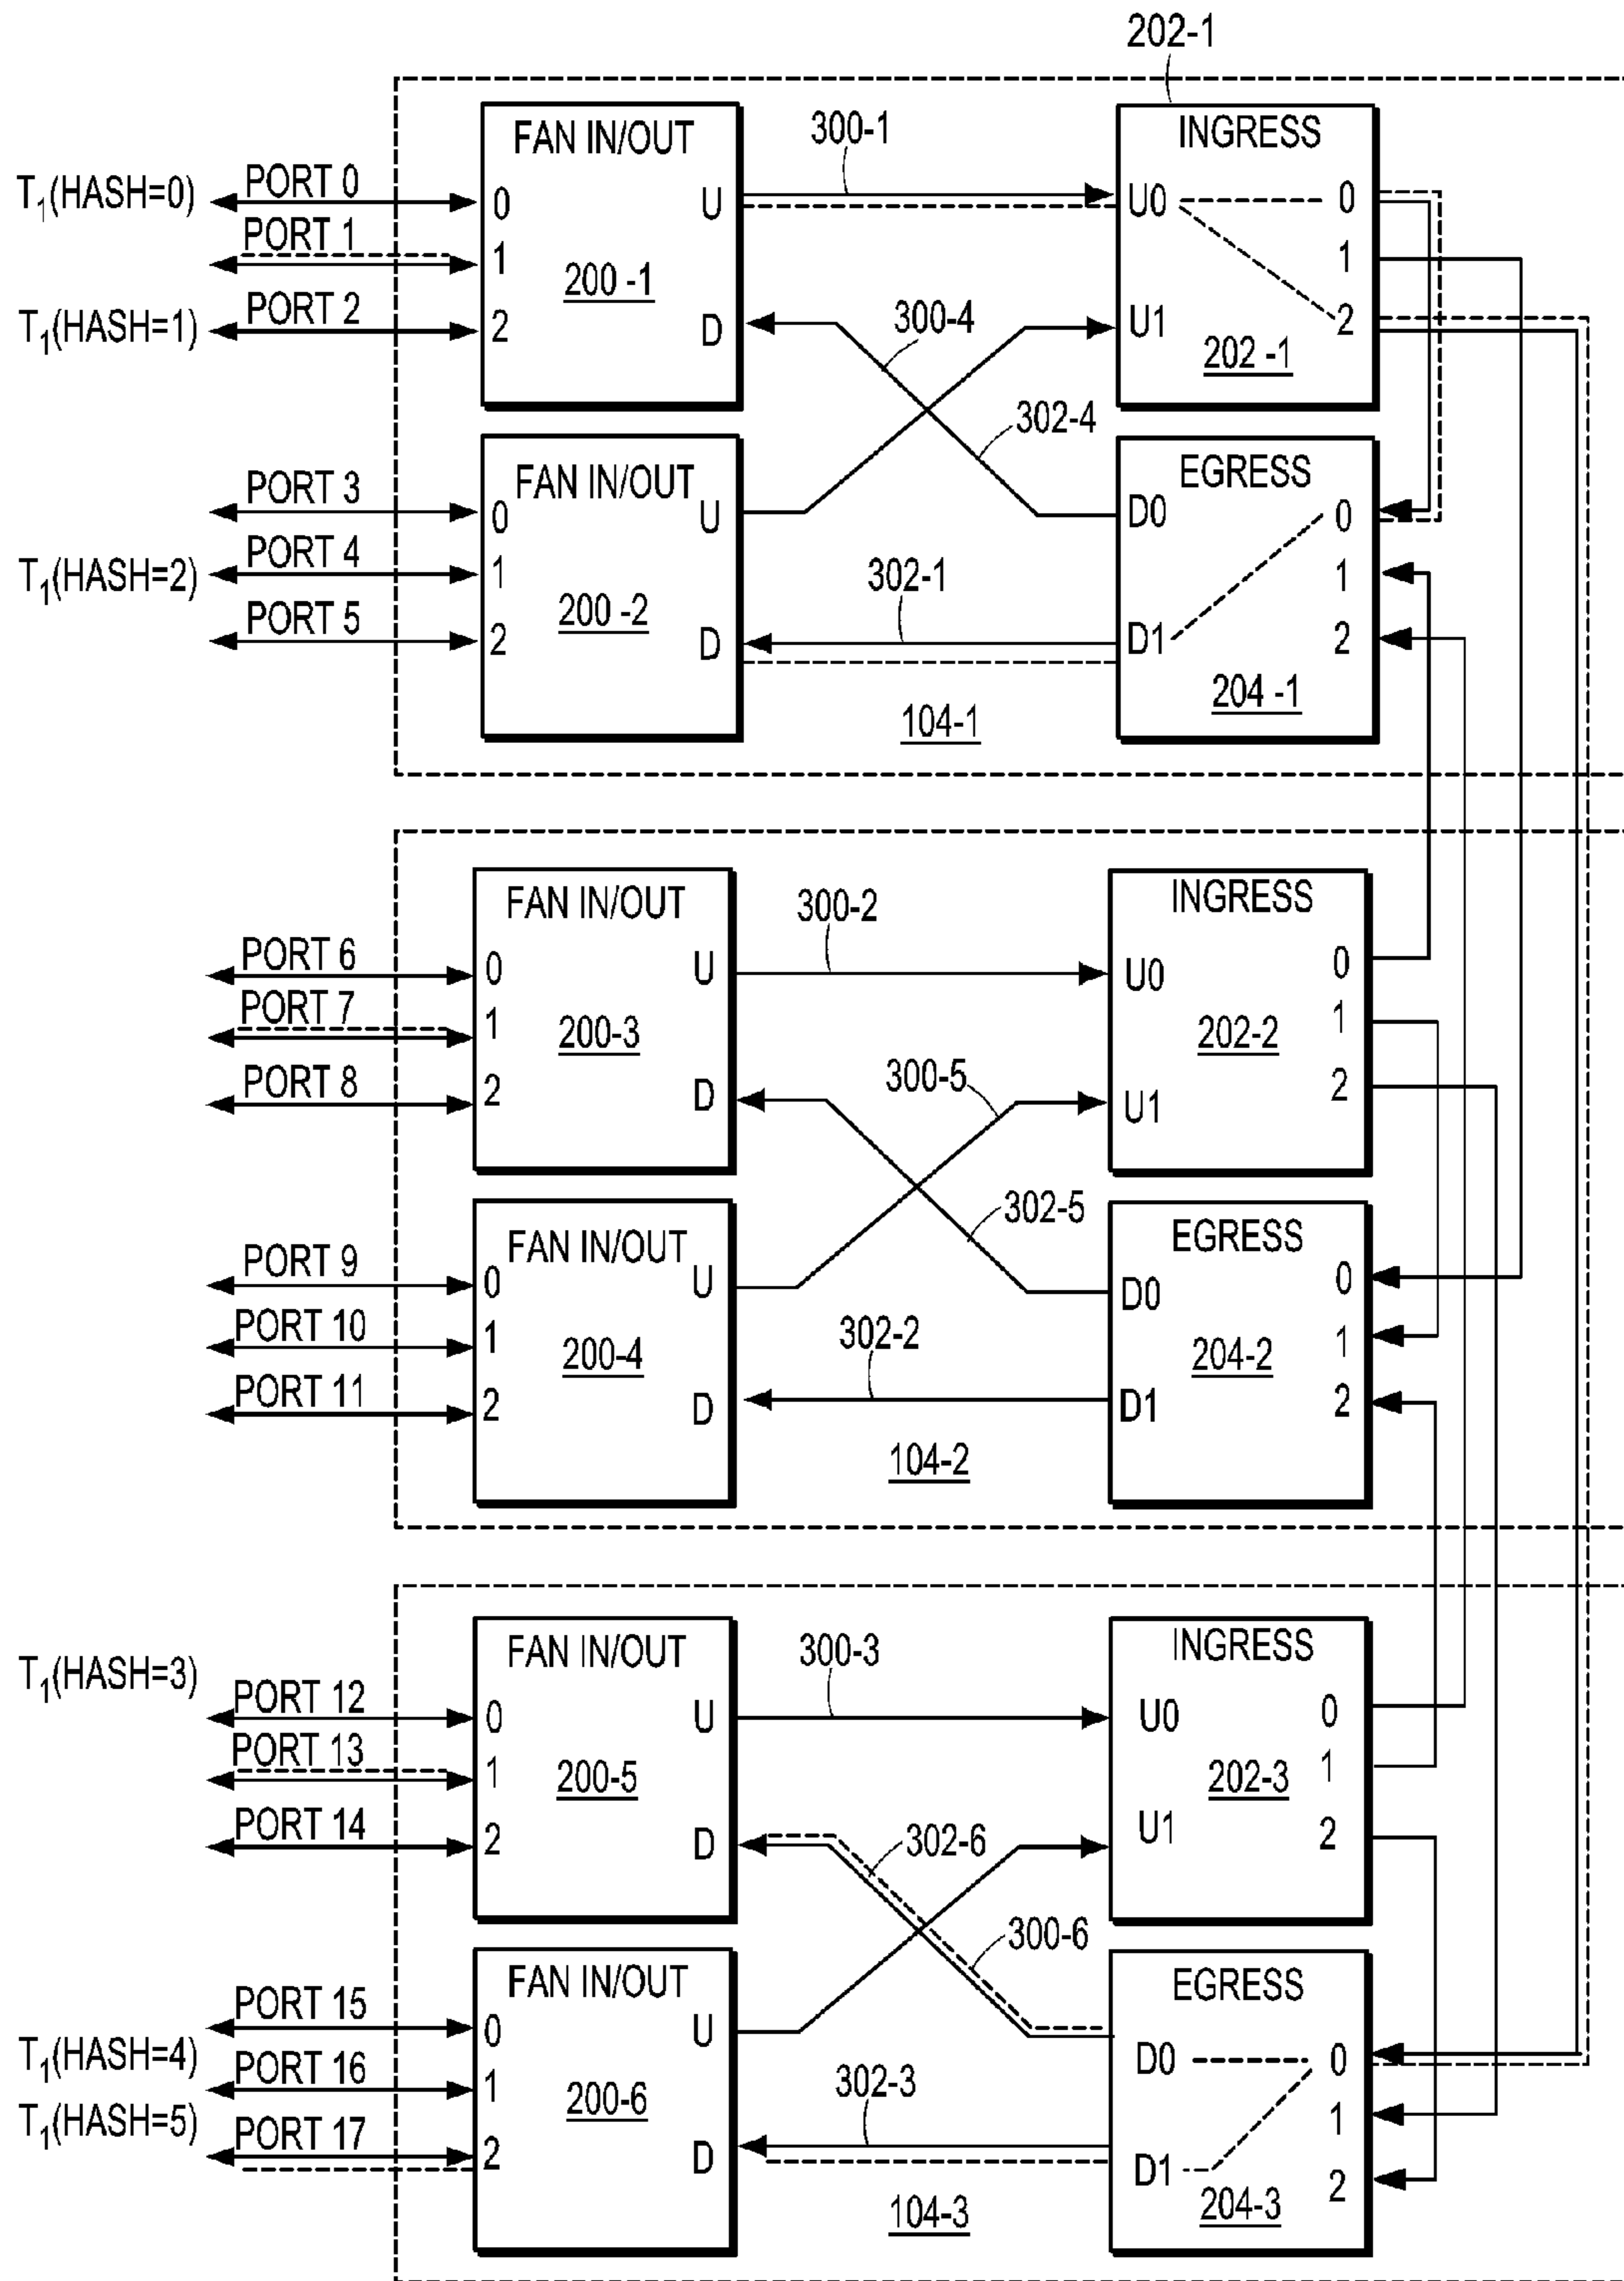 202-1
FAN IN/OUT
300-1
INGRESS
T1(HASH=0)
PORT 0
0
U
U0
0
PORT 1
1
200 -1
1
T1(HASH=1)
PORT 2
2
D
300-4
U1
2
202 -1
302-4
FAN IN/OUT
EGRESS
PORT 3
0
U
D0
0
T1(HASH=2)
PORT 4
1
302-1
1
PORT 5
200 -2
2
D
D1
2
204 -1
104-1
FAN IN/OUT
300-2
INGRESS
PORT 6
0
U
U0
0
PORT 7
1
200-3
202-2
1
PORT 8
2
D
300-5
U1
2
302-5
FAN IN/OUT
EGRESS
PORT 9
0
U
D0
0
PORT 10
1
200-4
302-2
204-2
1
PORT 11
2
D
D1
2
104-2
FAN IN/OUT
300-3
INGRESS
T1(HASH=3)
PORT 12
0
U
U0
0
PORT 13
1
200-5
202-3
1
PORT 14
2
D
302-6
U1
2
300-6
FAN IN/OUT
EGRESS
PORT 15
0
U
D0
0
T1(HASH=4)
PORT 16
1
200-6
302-3
1
T1(HASH=5)
PORT 17
2
D
D1
2
204-3
104-3